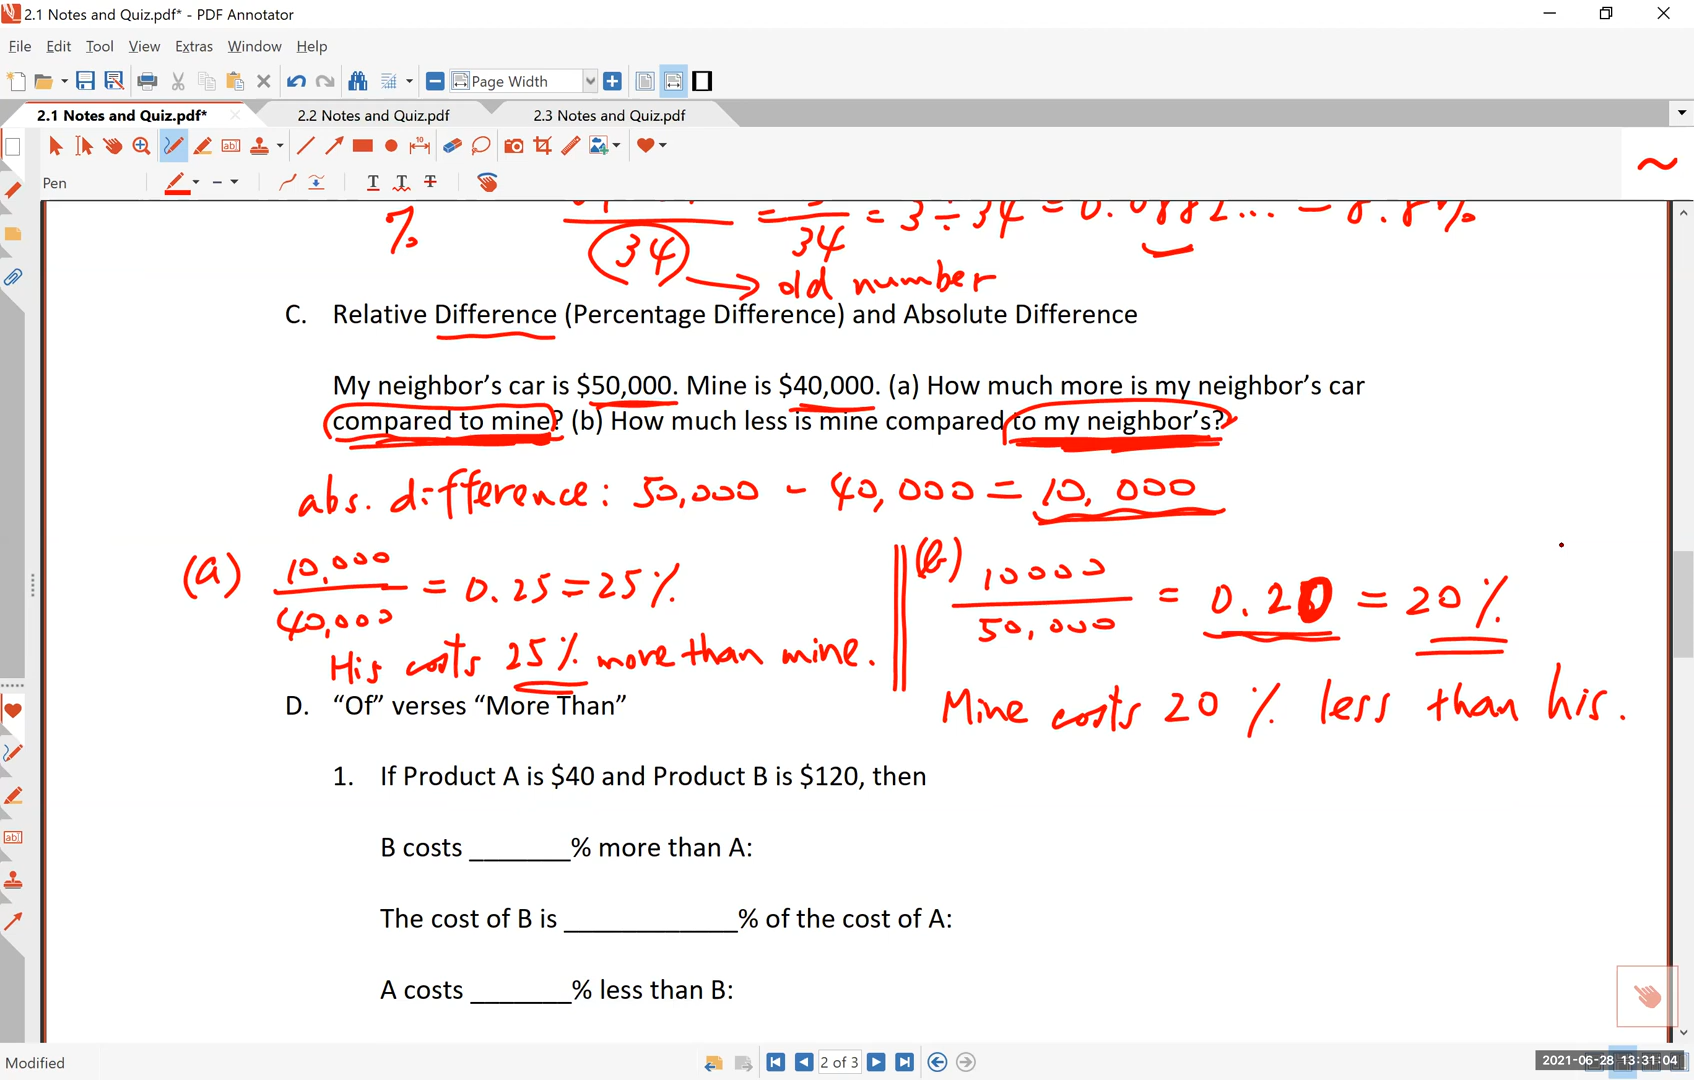 2.1 Notes and Quiz.pdf* - PDF Annotator
File Edit Tool View Extras Window Help
Page Width
2.1 Notes and Quiz.pdf* 2.2 Notes and Quiz.pdf 2.3 Notes and Quiz.pdf
Pen
% 34 = 34 = 3 ÷ 34 = 0.0882... = 8.8%
old number
C. Relative Difference (Percentage Difference) and Absolute Difference
My neighbor’s car is $50,000. Mine is $40,000. (a) How much more is my neighbor’s car
compared to mine? (b) How much less is mine compared to my neighbor’s?
abs. difference: 50,000 - 40,000 = 10,000
(a) 10,000 / 40,000 = 0.25 = 25%
(b) 10000 / 50,000 = 0.20 = 20%
His costs 25% more than mine.
Mine costs 20% less than his.
D. “Of” verses “More Than”
1. If Product A is $40 and Product B is $120, then
B costs _______% more than A:
The cost of B is ____________% of the cost of A:
A costs _______% less than B:
Modified
2 of 3
2021-06-28 13:31:04